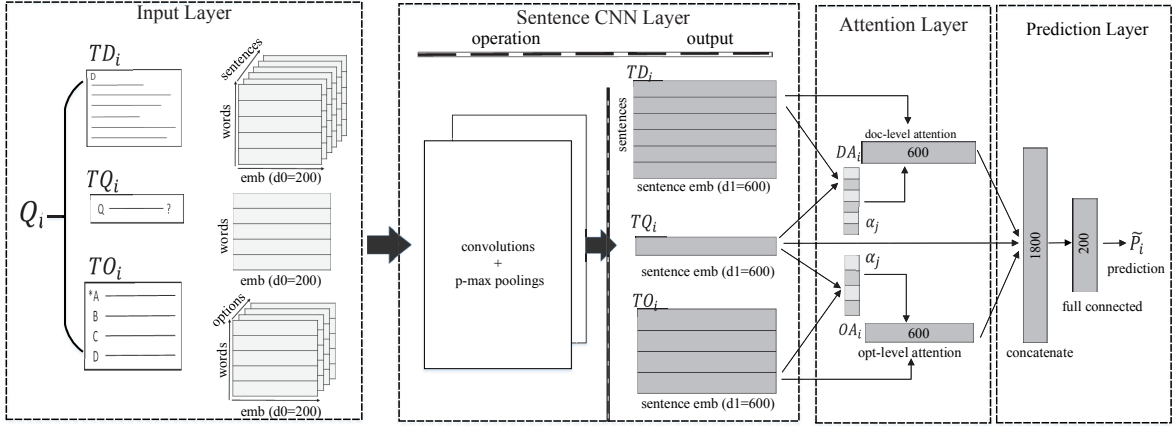 Input Layer
TD_i
D
sentences
words
emb (d0=200)
TQ_i
Q ?
words
emb (d0=200)
Q_i
TO_i
*A
B
C
D
options
words
emb (d0=200)
Sentence CNN Layer
operation output
convolutions
+
p-max poolings
TD_i
sentences
sentence emb (d1=600)
TQ_i
sentence emb (d1=600)
TO_i
sentence emb (d1=600)
Attention Layer
doc-level attention
DA_i
600
α_j
α_j
OA_i
600
opt-level attention
Prediction Layer
1800
concatenate
200
full connected
P̃_i
prediction